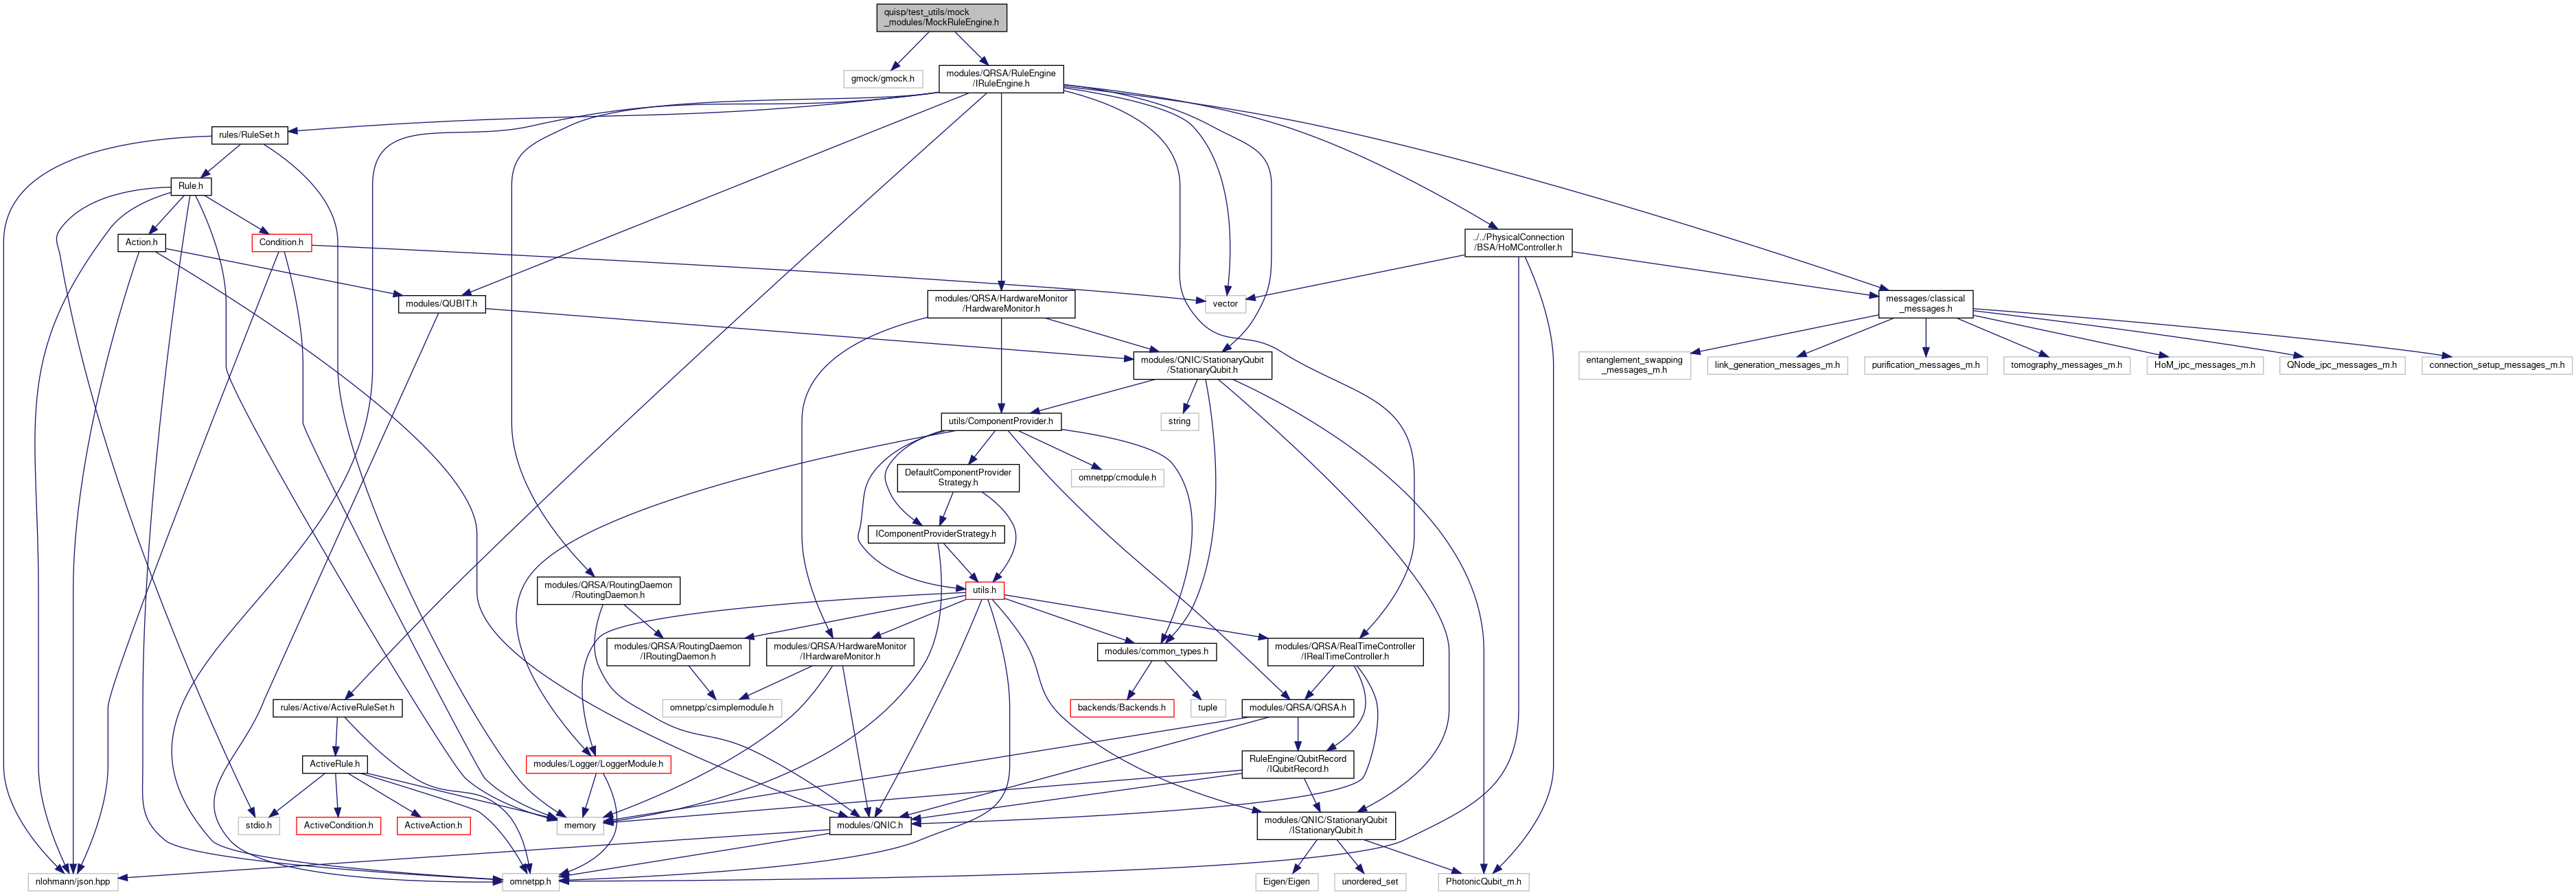 quisp/test_utils/mock
_modules/MockRuleEngine.h
gmock/gmock.h
modules/QRSA/RuleEngine
/IRuleEngine.h
rules/RuleSet.h
Rule.h
Action.h
Condition.h
../../PhysicalConnection
/BSA/HoMController.h
modules/QUBIT.h
modules/QRSA/HardwareMonitor
/HardwareMonitor.h
vector
messages/classical
_messages.h
modules/QNIC/StationaryQubit
/StationaryQubit.h
entanglement_swapping
_messages_m.h
link_generation_messages_m.h
purification_messages_m.h
tomography_messages_m.h
HoM_ipc_messages_m.h
QNode_ipc_messages_m.h
connection_setup_messages_m.h
utils/ComponentProvider.h
string
DefaultComponentProvider
Strategy.h
omnetpp/cmodule.h
IComponentProviderStrategy.h
modules/QRSA/RoutingDaemon
/RoutingDaemon.h
utils.h
modules/QRSA/RoutingDaemon
/IRoutingDaemon.h
modules/QRSA/HardwareMonitor
/IHardwareMonitor.h
modules/common_types.h
modules/QRSA/RealTimeController
/IRealTimeController.h
rules/Active/ActiveRuleSet.h
omnetpp/csimplemodule.h
backends/Backends.h
tuple
modules/QRSA/QRSA.h
ActiveRule.h
modules/Logger/LoggerModule.h
RuleEngine/QubitRecord
/IQubitRecord.h
stdio.h
ActiveCondition.h
ActiveAction.h
memory
modules/QNIC.h
modules/QNIC/StationaryQubit
/IStationaryQubit.h
nlohmann/json.hpp
omnetpp.h
Eigen/Eigen
unordered_set
PhotonicQubit_m.h